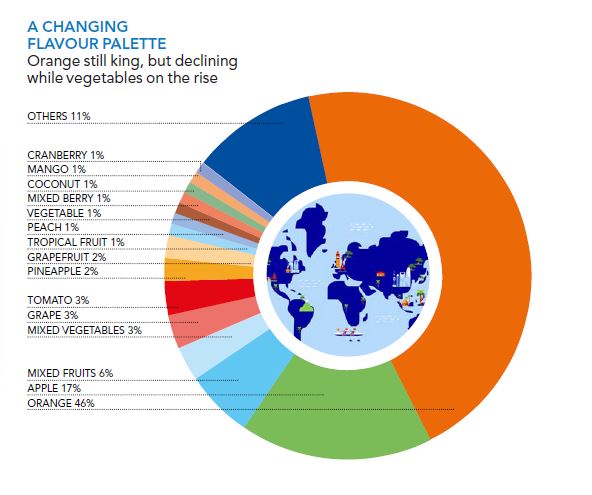 A CHANGING
FLAVOUR PALETTE
Orange still king, but declining
while vegetables on the rise
OTHERS 11%
CRANBERRY 1%
MANGO 1%
COCONUT 1%
MIXED BERRY 1%
VEGETABLE 1%
PEACH 1%
TROPICAL FRUIT 1%
GRAPEFRUIT 2%
PINEAPPLE 2%
TOMATO 3%
GRAPE 3%
MIXED VEGETABLES 3%
MIXED FRUITS 6%
APPLE 17%
ORANGE 46%